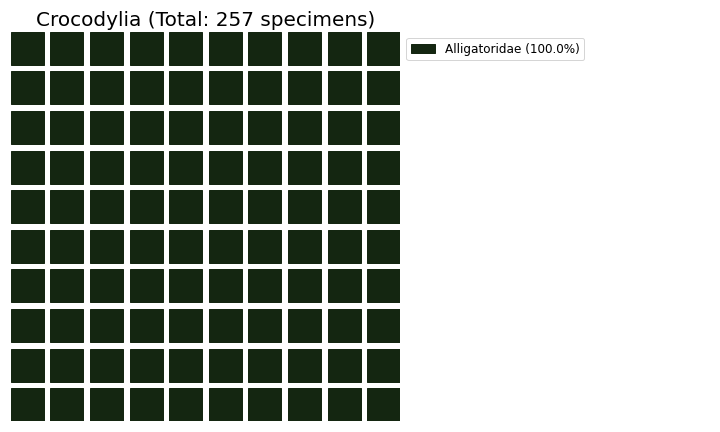 Crocodylia (Total: 257 specimens)
Alligatoridae (100.0%)